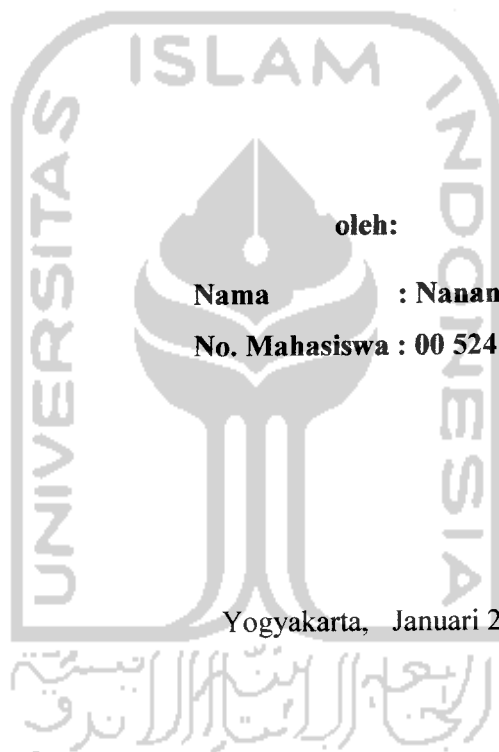 ISLAM
UNIVERSITAS
INDONESIA
oleh:
Nama : Nanan
No. Mahasiswa : 00 524
Yogyakarta, Januari 2